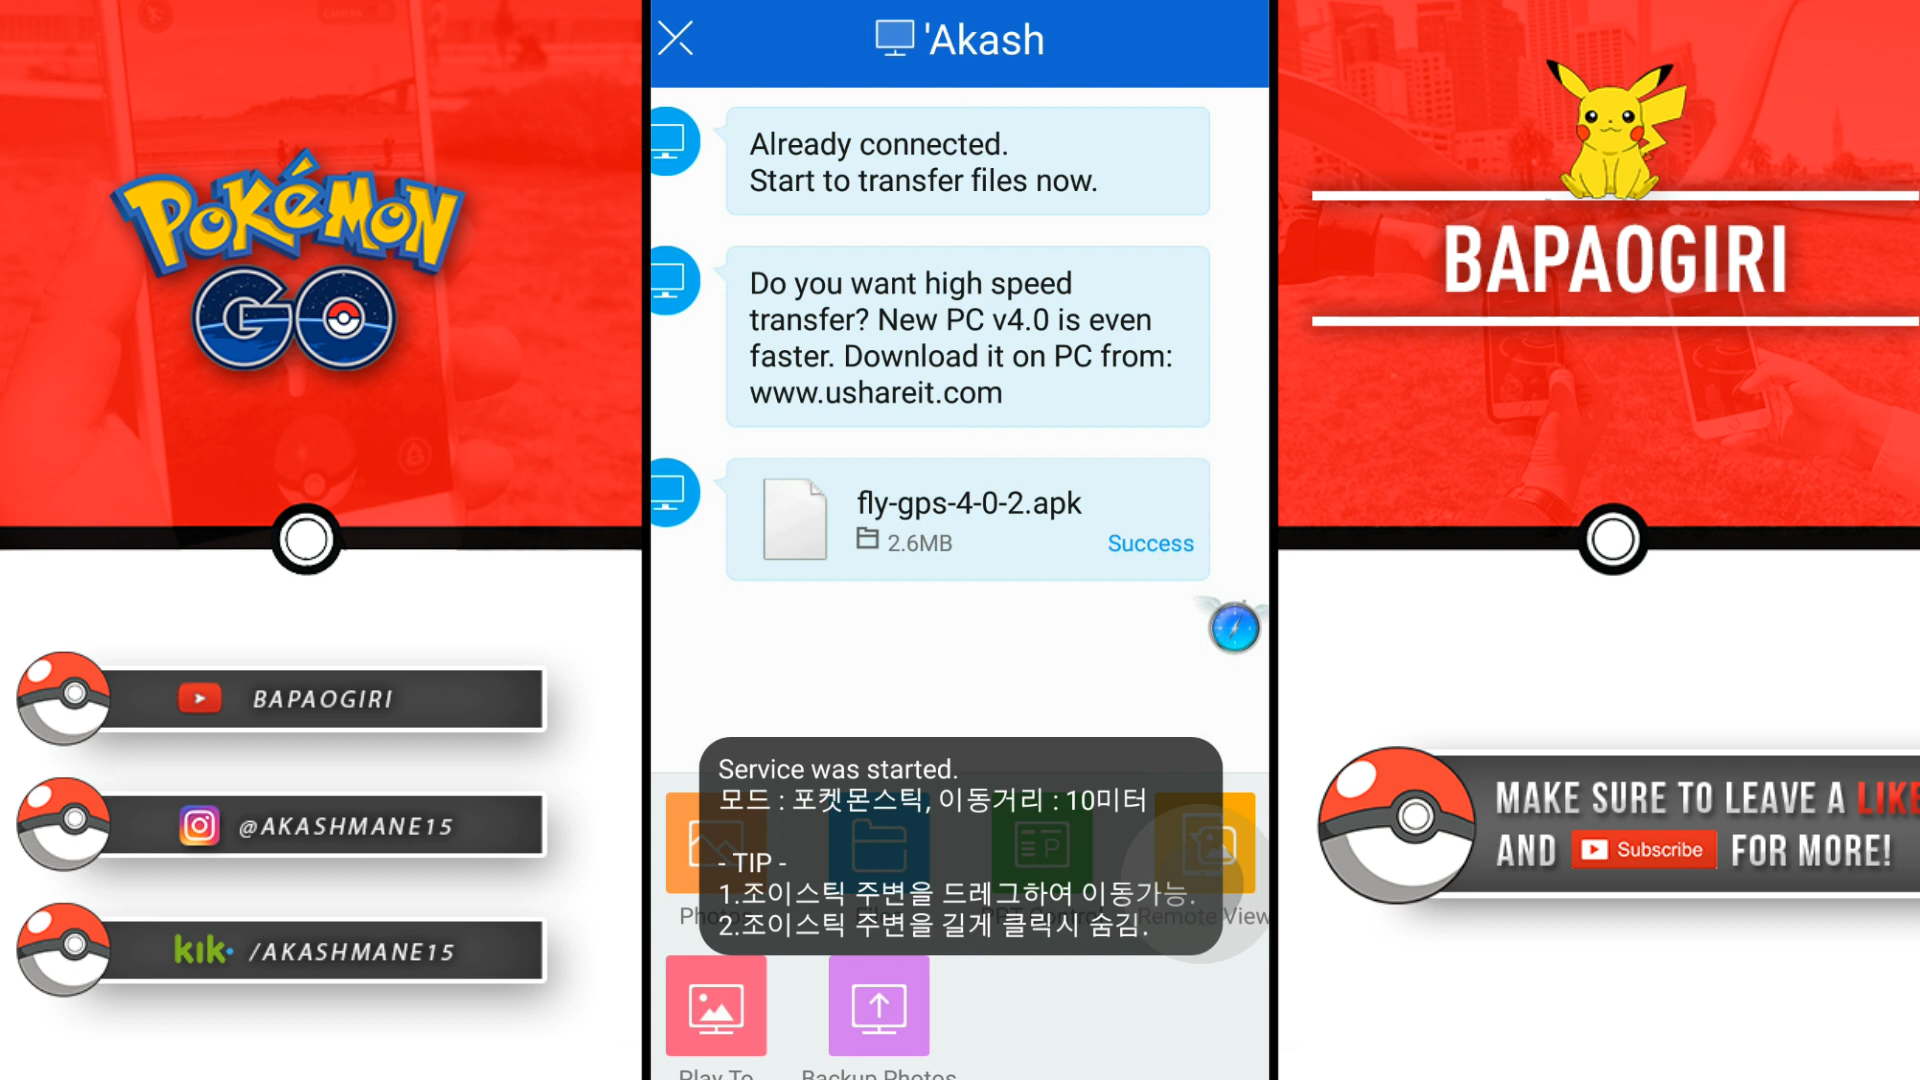 POKéMON
GO
BAPAOGIRI
@AKASHMANE15
kik· /AKASHMANE15
'Akash
Already connected.
Start to transfer files now.
Do you want high speed
transfer? New PC v4.0 is even
faster. Download it on PC from:
www.ushareit.com
fly-gps-4-0-2.apk
2.6MB
Success
Service was started.
모드 : 포켓몬스틱, 이동거리 : 10미터
- TIP -
1.조이스틱 주변을 드레그하여 이동가능.
2.조이스틱 주변을 길게 클릭시 숨김.
Photos
Remote View
Play To
Backup Photos
BAPAOGIRI
MAKE SURE TO LEAVE A LIKE
AND Subscribe FOR MORE!